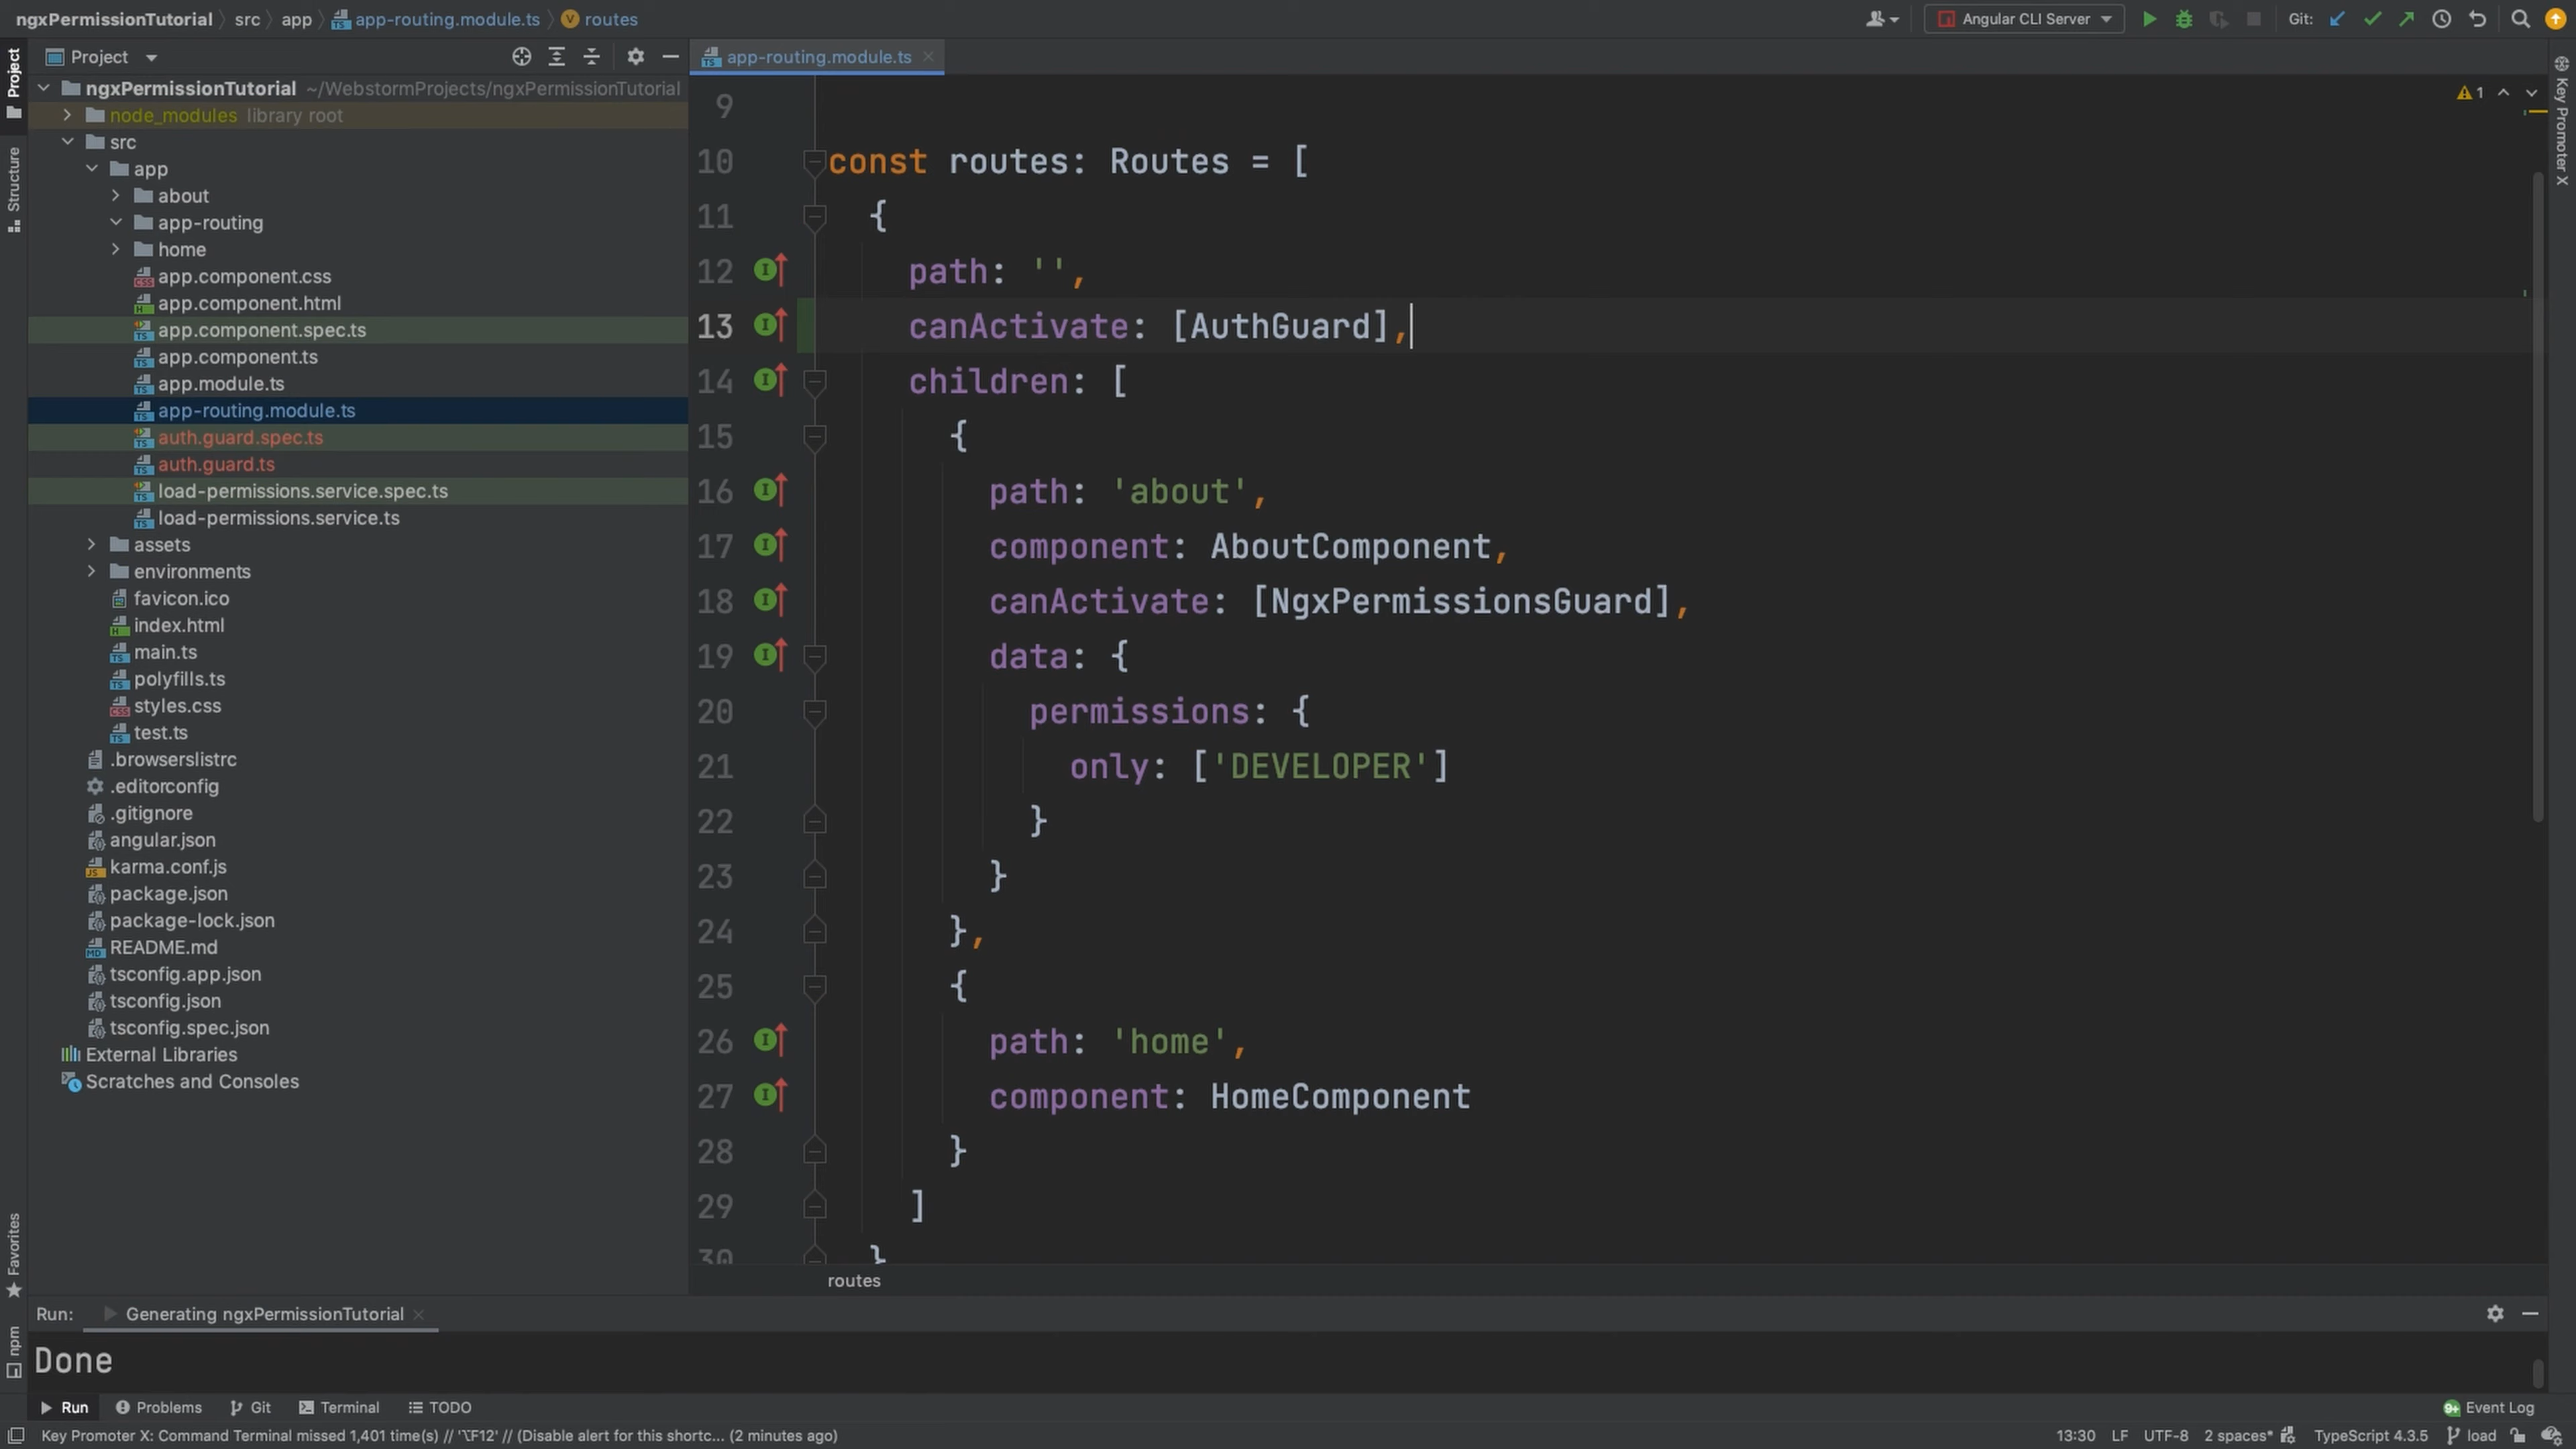 ngxPermissionTutorial src app app-routing.module.ts routes
Angular CLI Server
Git:
Project
app-routing.module.ts
ngxPermissionTutorial ~/WebstormProjects/ngxPermissionTutorial
node_modules library root
src
app
about
app-routing
home
app.component.css
app.component.html
app.component.spec.ts
app.component.ts
app.module.ts
app-routing.module.ts
auth.guard.spec.ts
auth.guard.ts
load-permissions.service.spec.ts
load-permissions.service.ts
assets
environments
favicon.ico
index.html
main.ts
polyfills.ts
styles.css
test.ts
.browserslistrc
.editorconfig
.gitignore
angular.json
karma.conf.js
package.json
package-lock.json
README.md
tsconfig.app.json
tsconfig.json
tsconfig.spec.json
External Libraries
Scratches and Consoles
Project
Structure
Favorites
npm
9
10 const routes: Routes = [
11 {
12 path: '',
13 canActivate: [AuthGuard],
14 children: [
15 {
16 path: 'about',
17 component: AboutComponent,
18 canActivate: [NgxPermissionsGuard],
19 data: {
20 permissions: {
21 only: ['DEVELOPER']
22 }
23 }
24 },
25 {
26 path: 'home',
27 component: HomeComponent
28 }
29 ]
30 }
1
Key Promoter X
routes
Run: Generating ngxPermissionTutorial
Done
Run Problems Git Terminal TODO
9+ Event Log
Key Promoter X: Command Terminal missed 1,401 time(s) // '⌥F12' // (Disable alert for this shortc... (2 minutes ago)
13:30 LF UTF-8 2 spaces* TypeScript 4.3.5 load